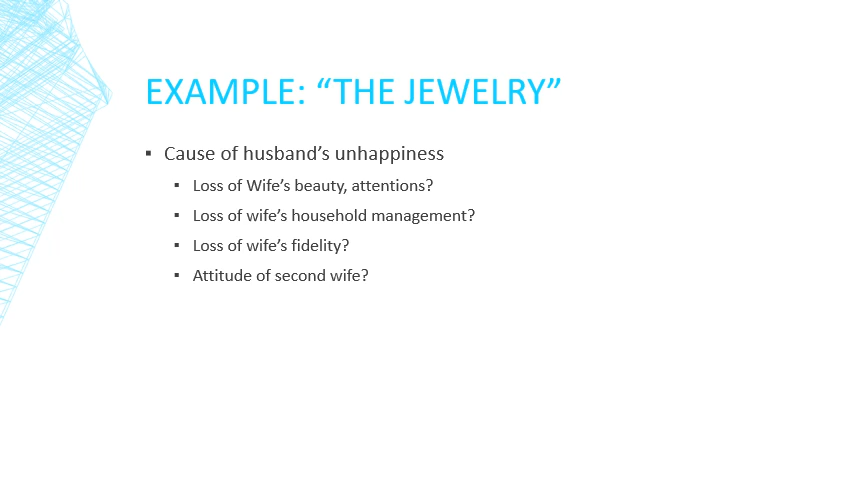 EXAMPLE: “THE JEWELRY”
▪ Cause of husband’s unhappiness
▪ Loss of Wife’s beauty, attentions?
▪ Loss of wife’s household management?
▪ Loss of wife’s fidelity?
▪ Attitude of second wife?